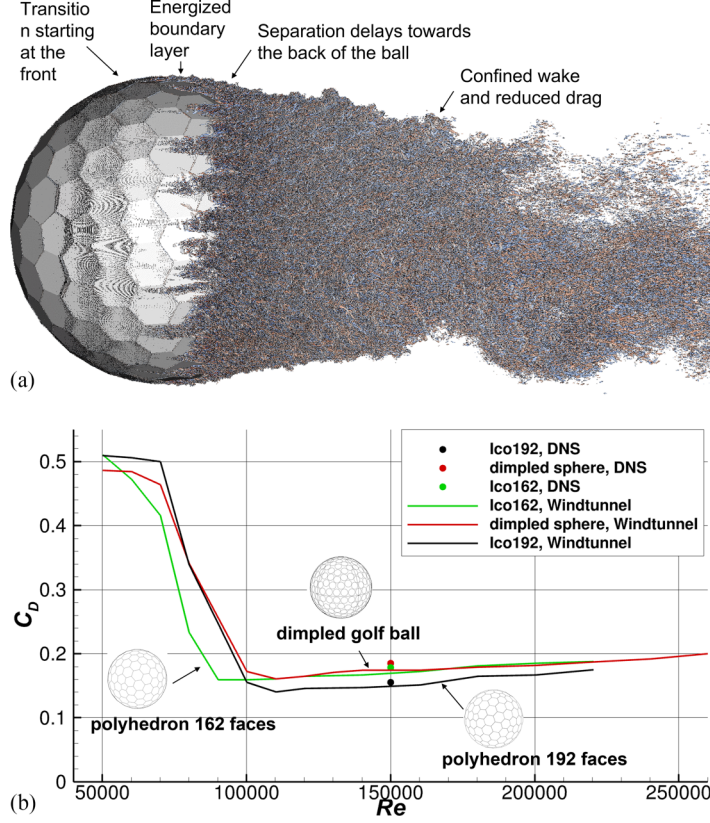 Transitio
n starting
at the
front
Energized
boundary
layer
Separation delays towards
the back of the ball
Confined wake
and reduced drag
(a)
0.5
0.4
0.3
0.2
0.1
0
C_D
Ico192, DNS
dimpled sphere, DNS
Ico162, DNS
Ico162, Windtunnel
dimpled sphere, Windtunnel
Ico192, Windtunnel
dimpled golf ball
polyhedron 162 faces
polyhedron 192 faces
50000 100000 150000 200000 250000
Re
(b)